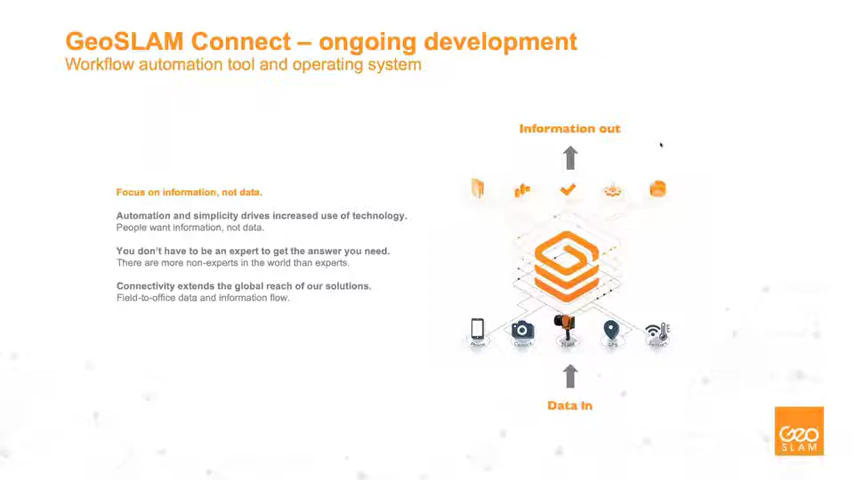 GeoSLAM Connect – ongoing development
Workflow automation tool and operating system
Information out
Focus on information, not data.
Automation and simplicity drives increased use of technology.
People want information, not data.
You don't have to be an expert to get the answer you need.
There are more non-experts in the world than experts.
Connectivity extends the global reach of our solutions.
Field-to-office data and information flow.
Data in
Geo
SLAM